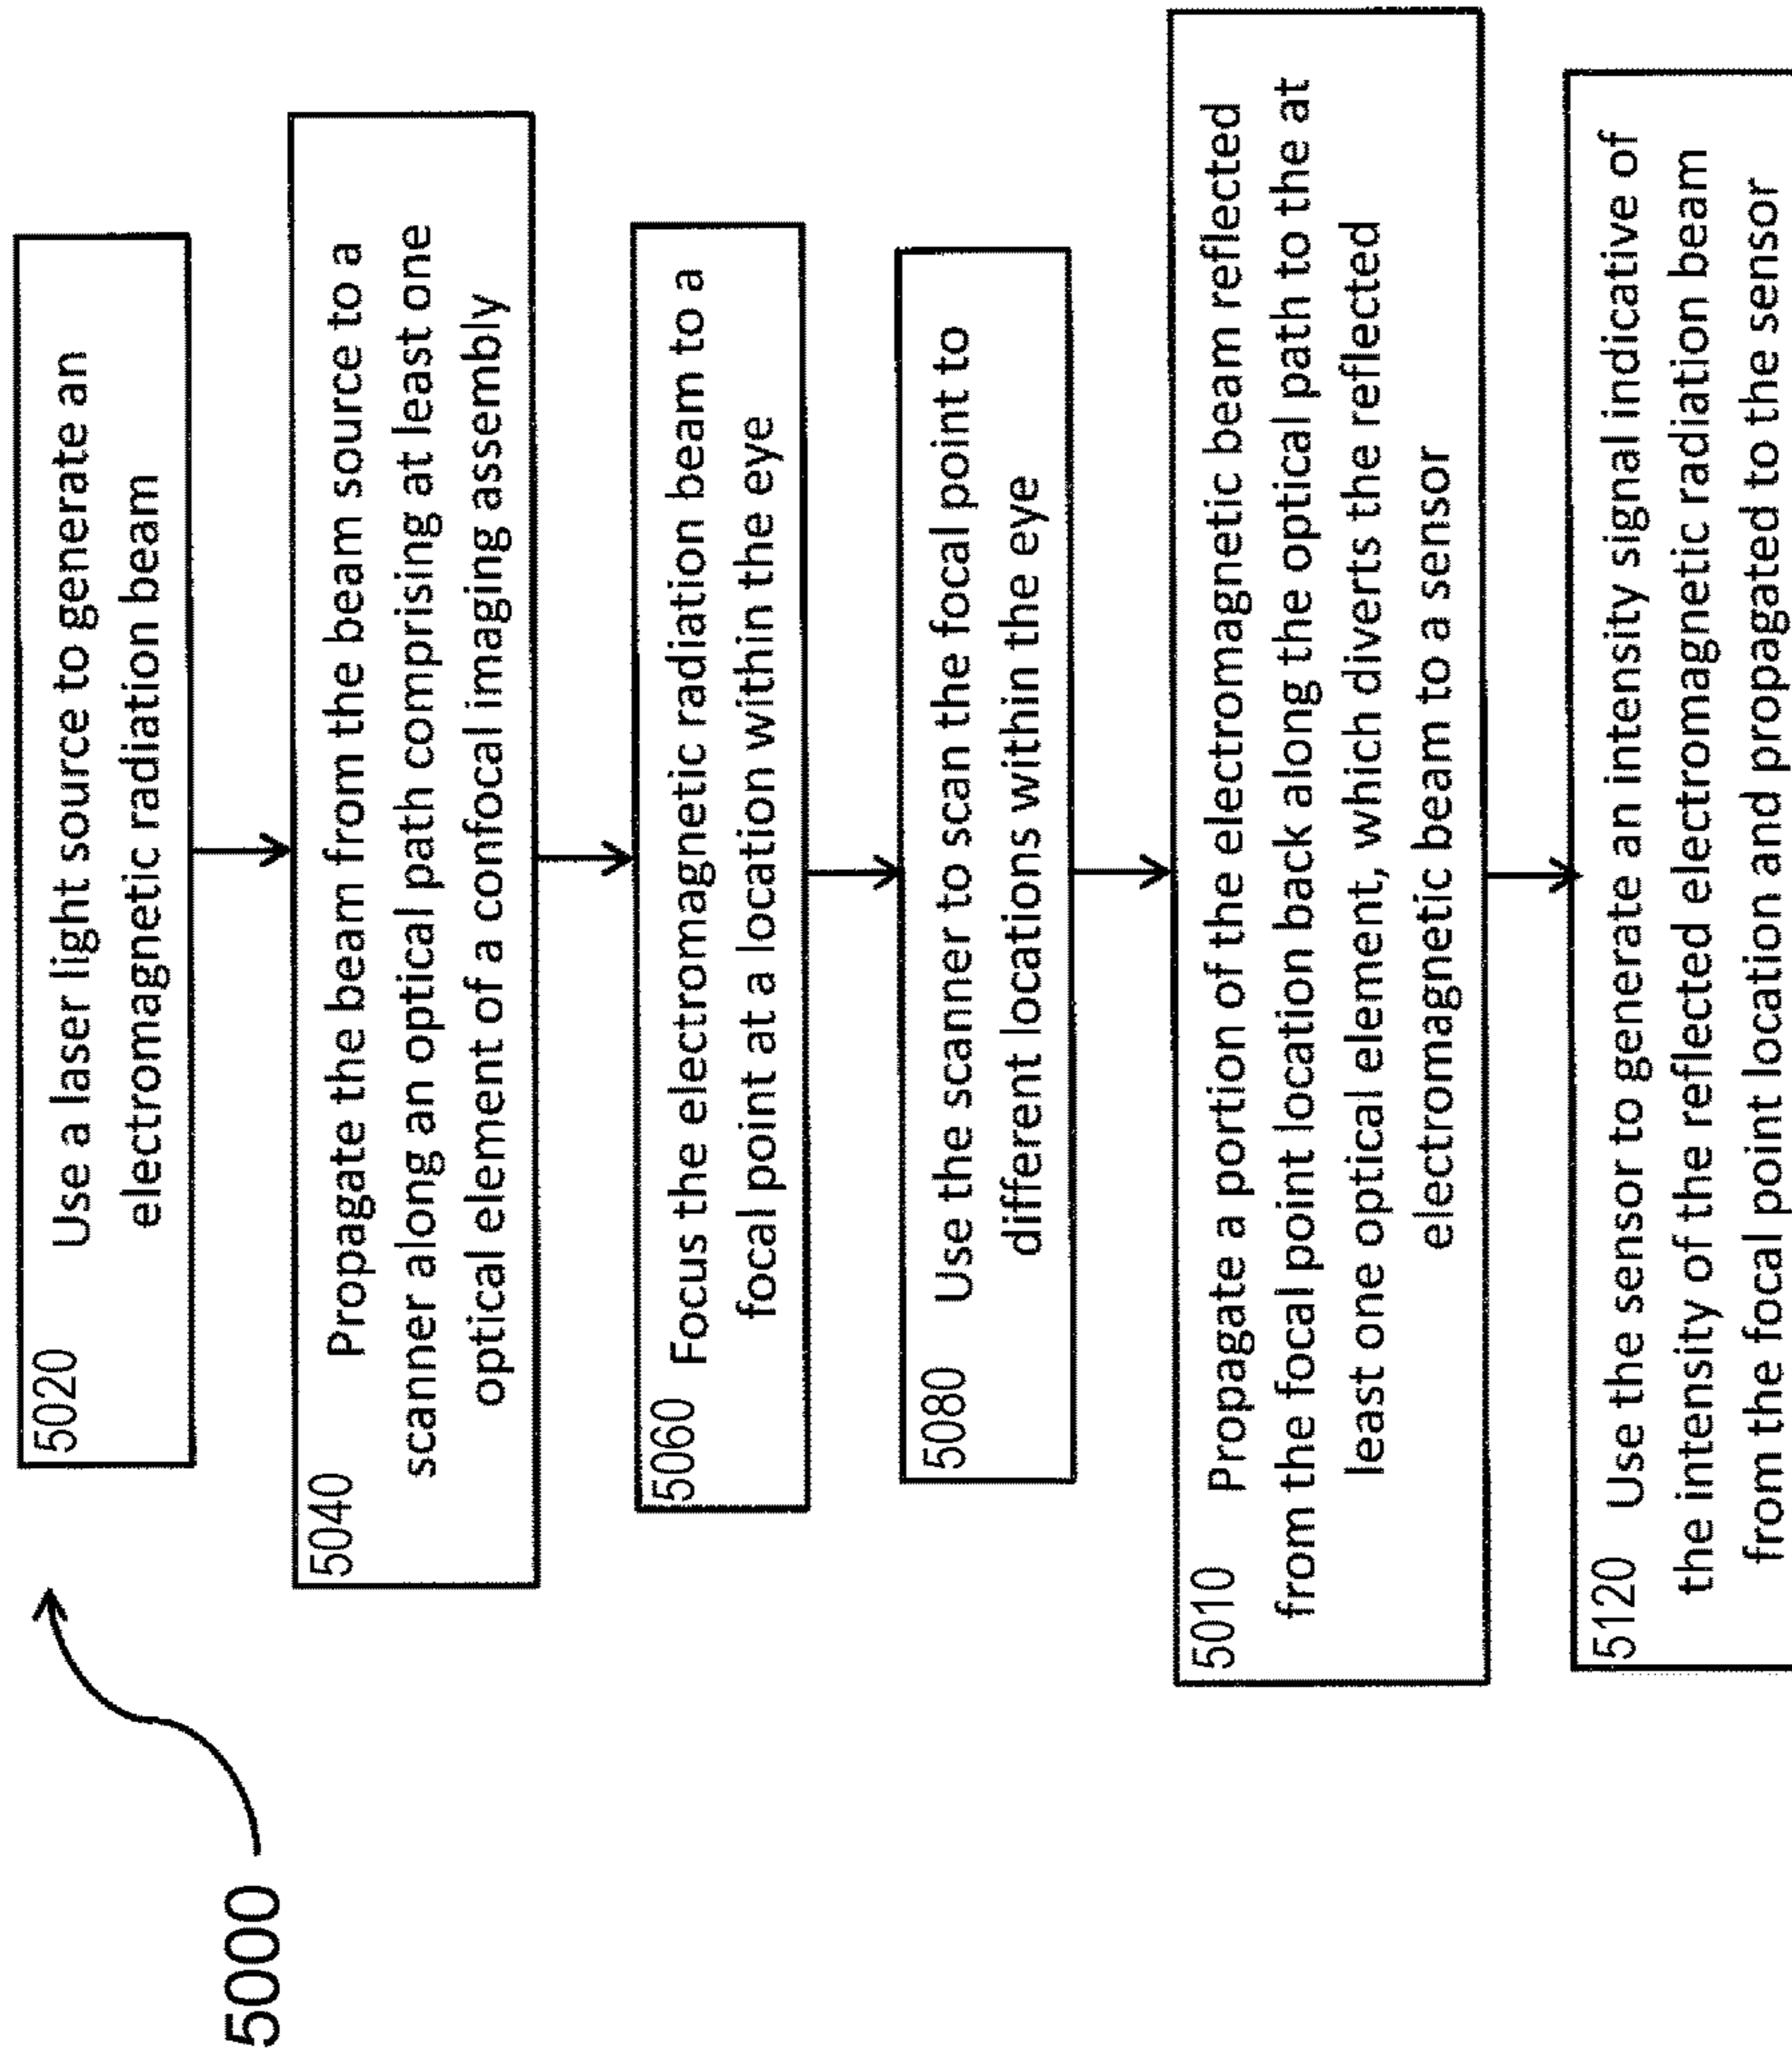 5000
5020 Use a laser light source to generate an
electromagnetic radiation beam
5040 Propagate the beam from the beam source to a
scanner along an optical path comprising at least one
optical element of a confocal imaging assembly
5060 Focus the electromagnetic radiation beam to a
focal point at a location within the eye
5080 Use the scanner to scan the focal point to
different locations within the eye
5010 Propagate a portion of the electromagnetic beam reflected
from the focal point location back along the optical path to the at
least one optical element, which diverts the reflected
electromagnetic beam to a sensor
5120 Use the sensor to generate an intensity signal indicative of
the intensity of the reflected electromagnetic radiation beam
from the focal point location and propagated to the sensor